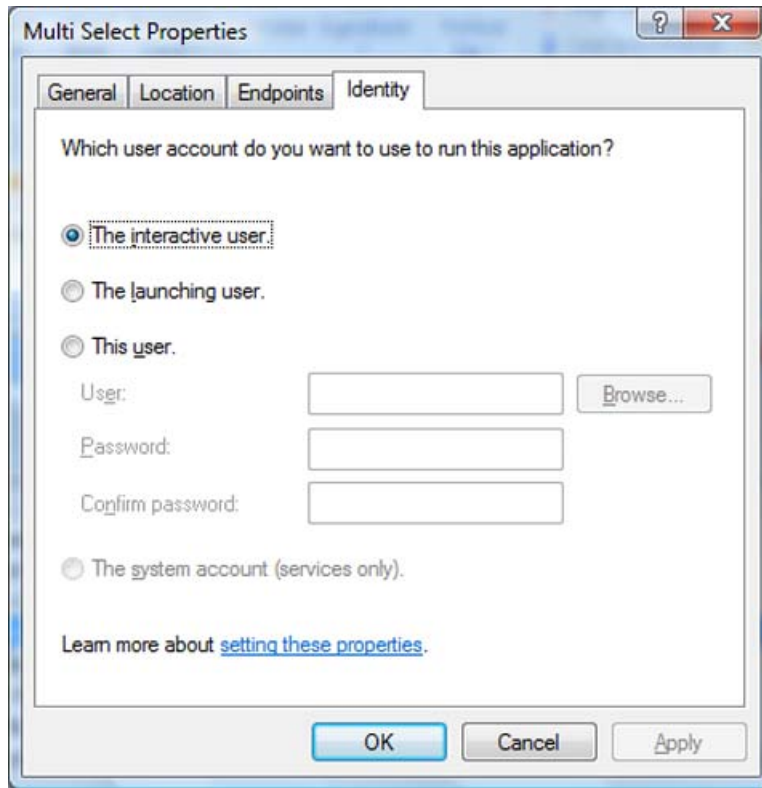 Multi Select Properties
General Location Endpoints Identity
Which user account do you want to use to run this application?
The interactive user.
The launching user.
This user.
User:
Browse...
Password:
Confirm password:
The system account (services only).
Learn more about setting these properties.
OK Cancel Apply